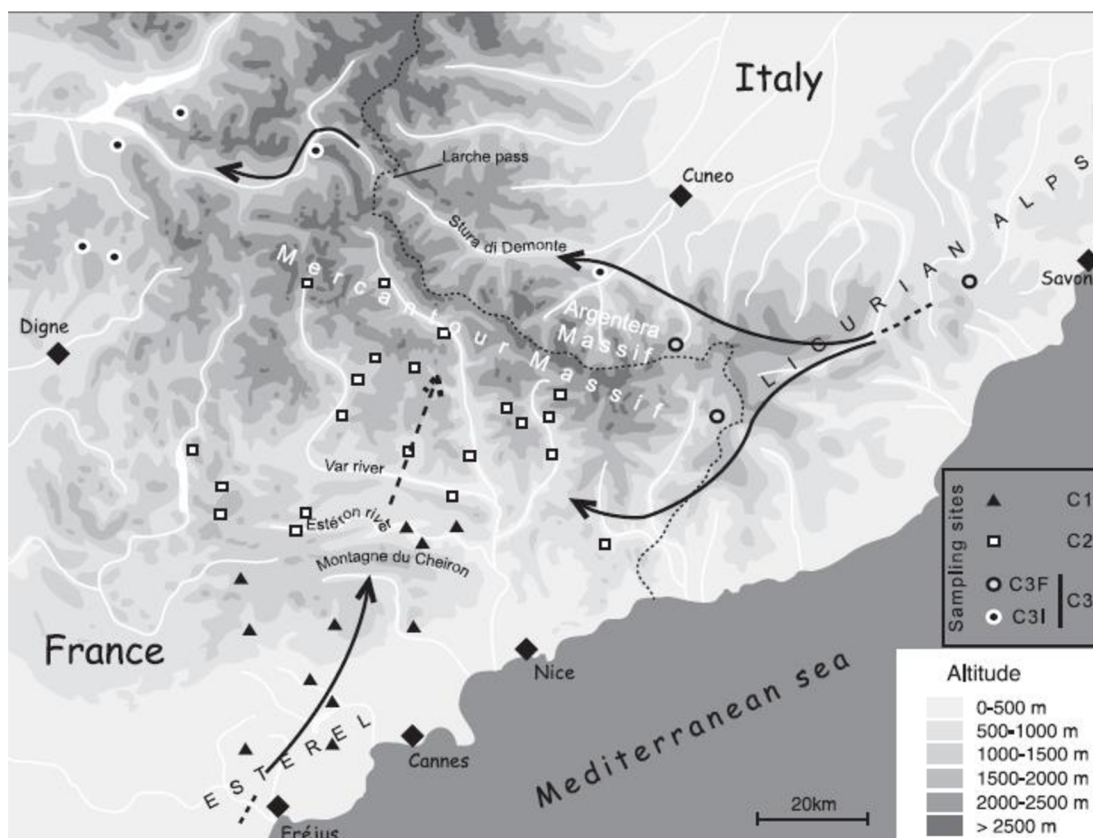 Italy
Larche pass
Cuneo
Stura di Demonte
LIGURIAN ALPS
Savon
Mercantour Massif
Argentera
Massif
Digne
Var river
Estéron river
Montagne du Cheiron
France
Nice
Cannes
ESTEREL
Fréjus
Mediterranean sea
20km
Sampling sites
C1
C2
C3F
C3I
C3
Altitude
0-500 m
500-1000 m
1000-1500 m
1500-2000 m
2000-2500 m
> 2500 m